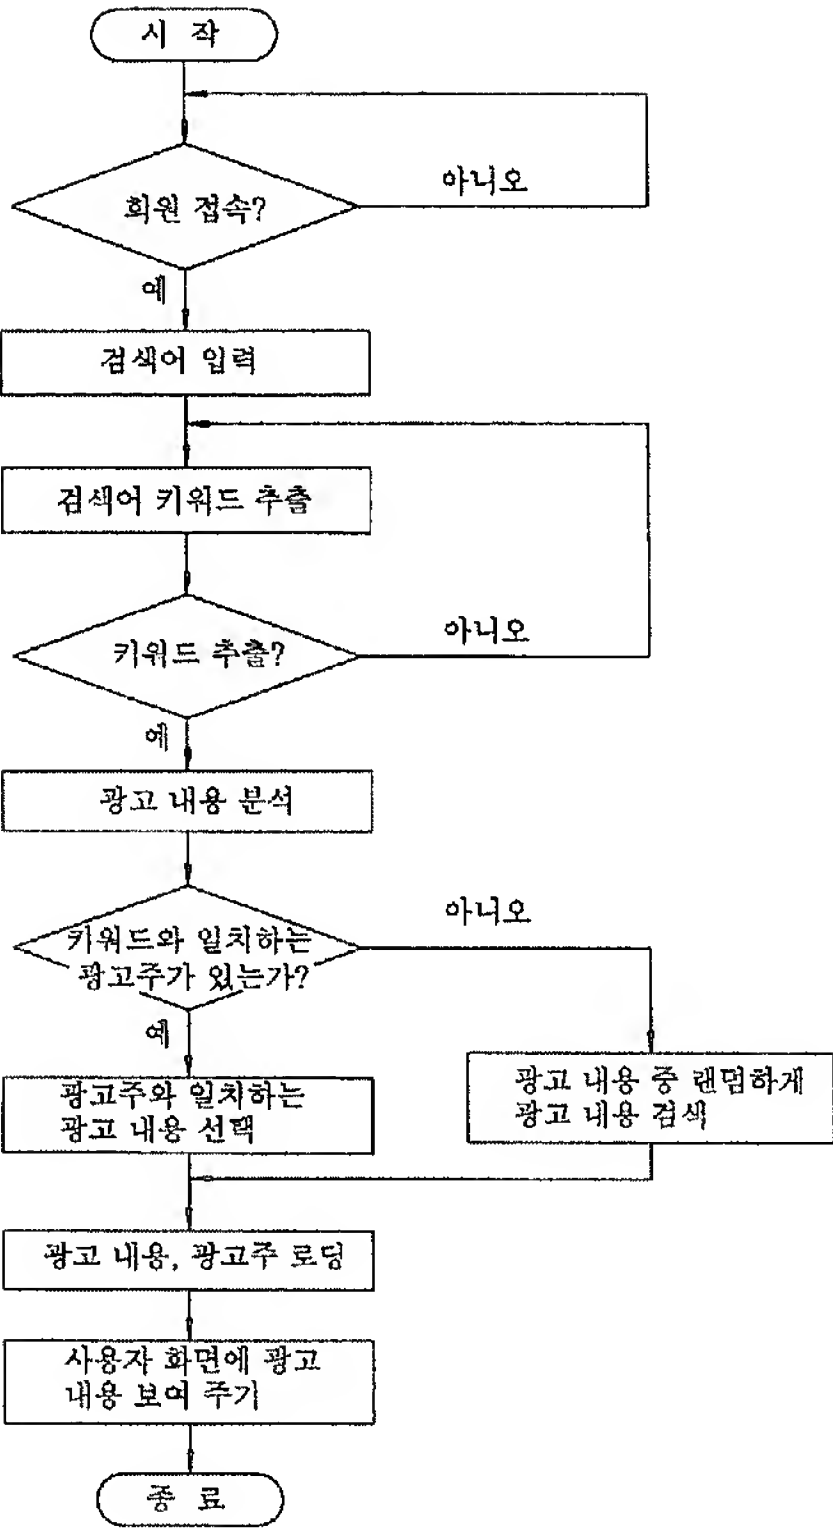 시 작
회원 접속?
아니오
예
검색어 입력
검색어 키워드 추출
키워드 추출?
아니오
예
광고 내용 분석
키워드와 일치하는
광고주가 있는가?
아니오
예
광고주와 일치하는
광고 내용 선택
광고 내용 중 랜덤하게
광고 내용 검색
광고 내용, 광고주 로딩
사용자 화면에 광고
내용 보여 주기
종 료